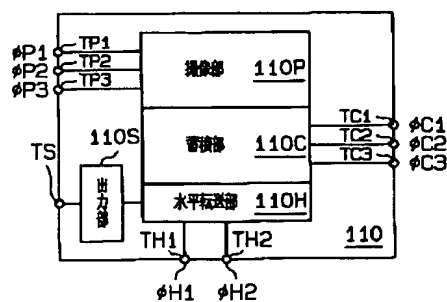 φP1
TP1
φP2
TP2
φP3
TP3
撮像部
110P
110S
TS
出力部
蓄積部
110C
TC1
φC1
TC2
φC2
TC3
φC3
水平転送部
110H
110
TH1
TH2
φH1
φH2